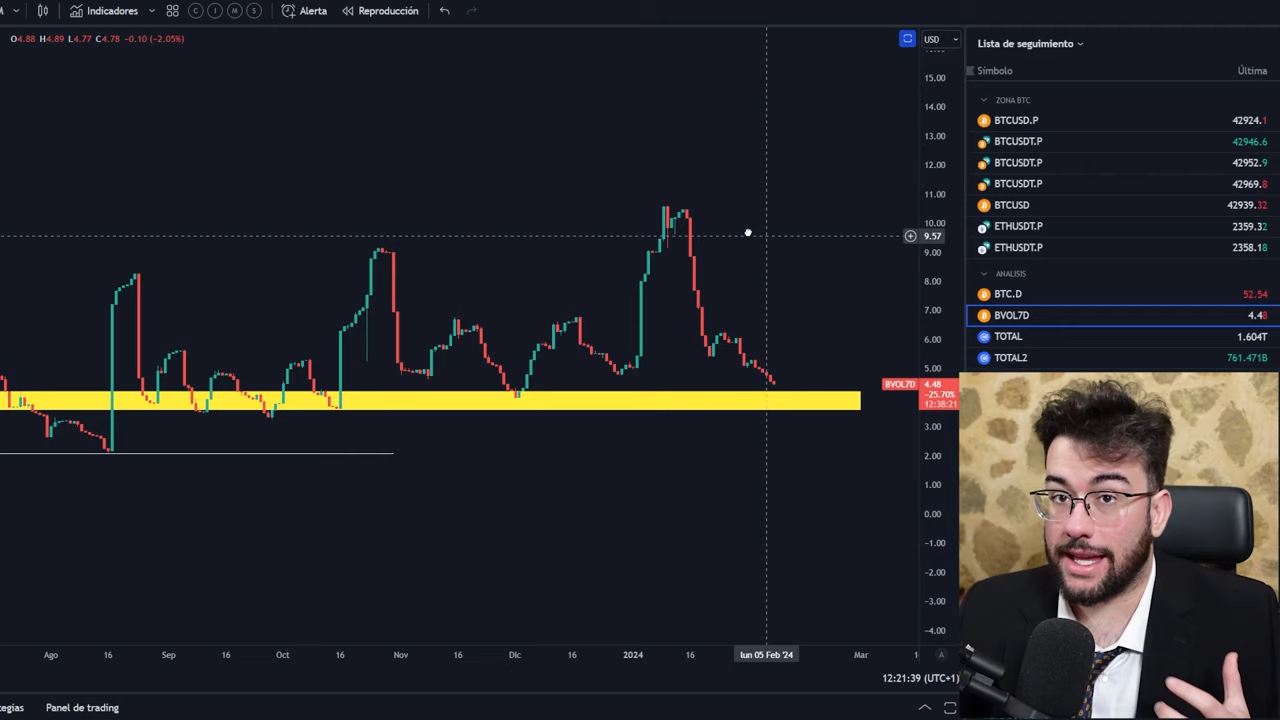 M Indicadores C I M S Alerta Reproducción
O4.88 H4.89 L4.77 C4.78 -0.10 (-2.05%)
USD
15.00
14.00
13.00
12.00
11.00
10.00
9.57
9.00
8.00
7.00
6.00
5.00
BVOL7D 4.48
-25.70%
12:38:21
3.00
2.00
1.00
0.00
-1.00
-2.00
-3.00
-4.00
Ago 16 Sep 16 Oct 16 Nov 16 Dic 16 2024 16 lun 05 Feb '24 Mar A
12:21:39 (UTC+1)
egias Panel de trading
Lista de seguimiento
Símbolo Última
ZONA BTC
BTCUSD.P 42924.1
BTCUSDT.P 42946.6
BTCUSDT.P 42952.9
BTCUSDT.P 42969.8
BTCUSD 42939.32
ETHUSDT.P 2359.32
ETHUSDT.P 2358.18
ANALISIS
BTC.D 52.54
BVOL7D 4.48
TOTAL 1.604T
TOTAL2 761.471B